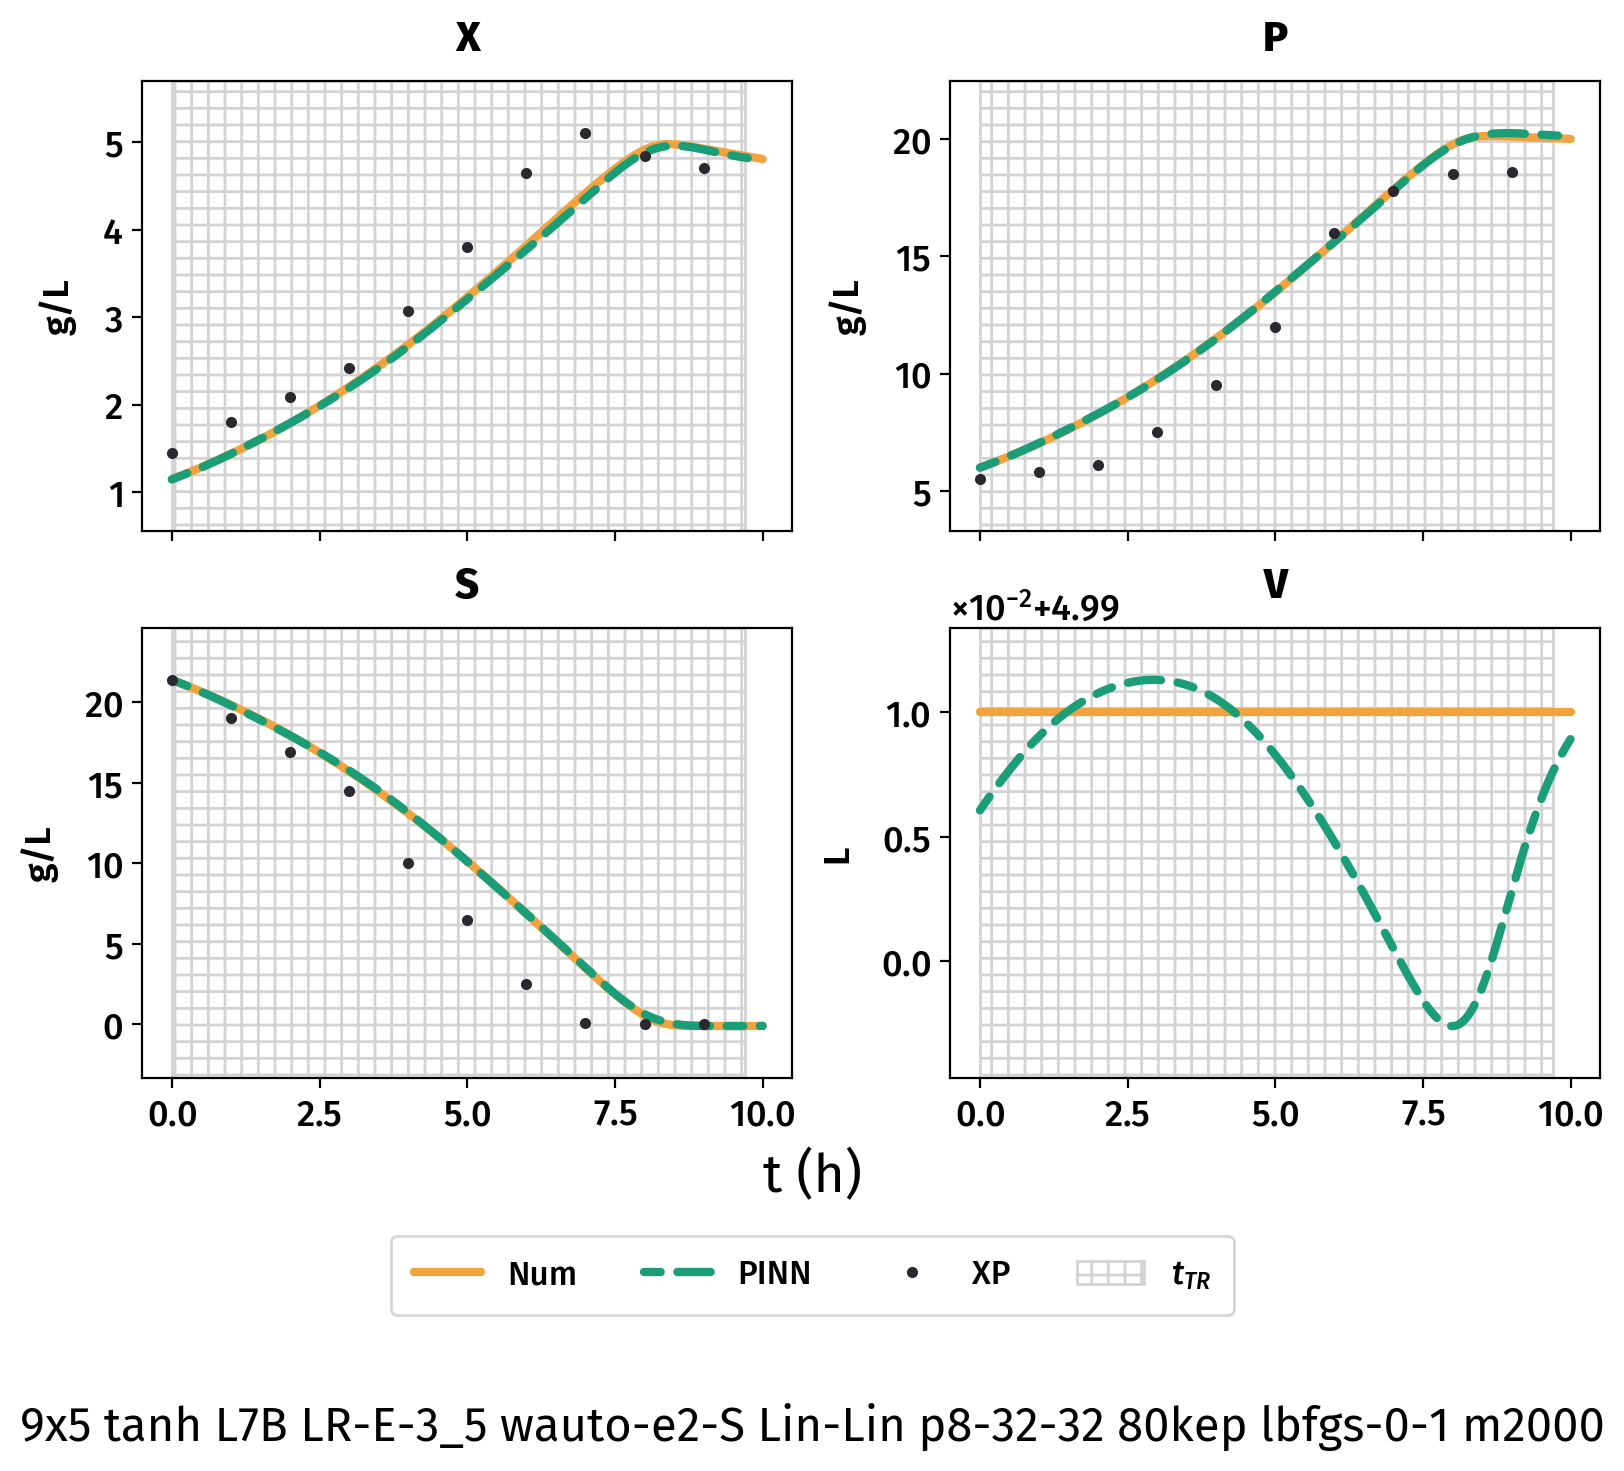 X
P
5
4
3
2
1
g/L
20
15
10
5
g/L
S
V
×10⁻²+4.99
20
15
10
5
0
g/L
1.0
0.5
0.0
L
0.0 2.5 5.0 7.5 10.0
0.0 2.5 5.0 7.5 10.0
t (h)
Num PINN XP t_TR
9x5 tanh L7B LR-E-3_5 wauto-e2-S Lin-Lin p8-32-32 80kep lbfgs-0-1 m2000